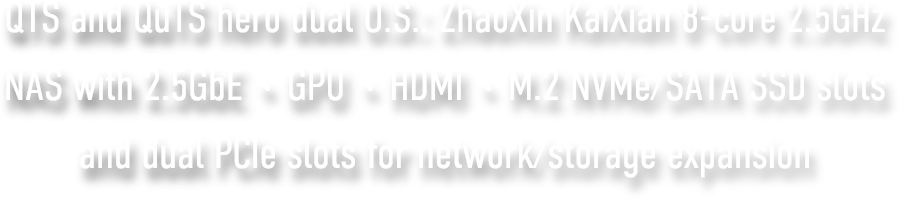 QTS and QuTS hero dual O.S., ZhaoXin KaiXian 8-core 2.5GHz
NAS with 2.5GbE、GPU、HDMI、M.2 NVMe/SATA SSD slots
and dual PCIe slots for network/storage expansion